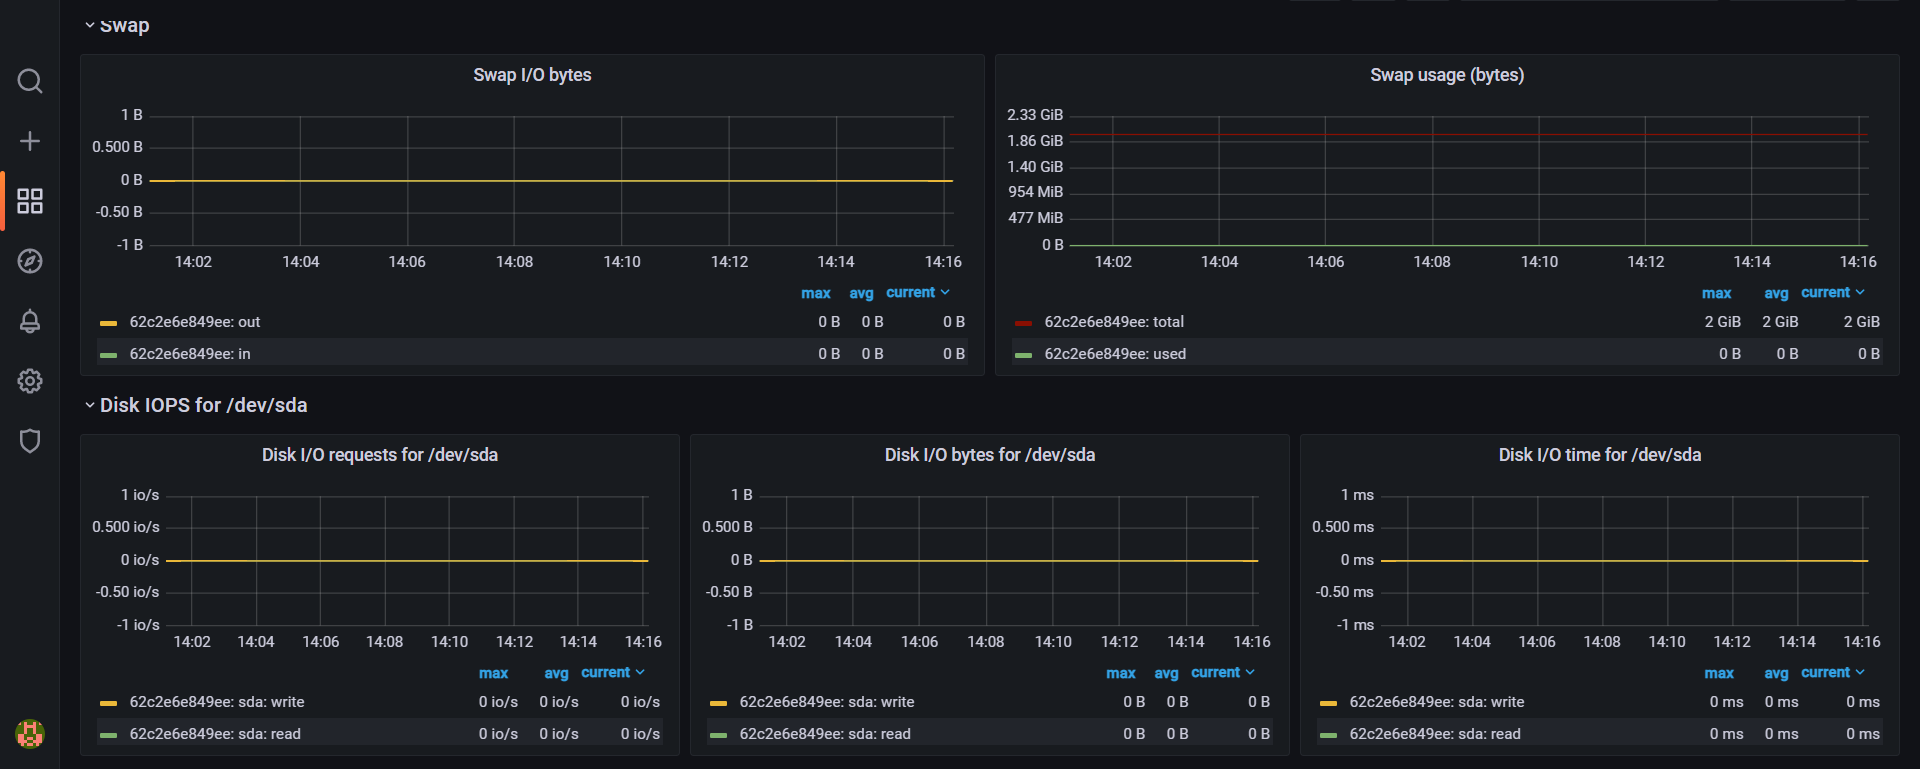 Swap
Swap I/O bytes
1 B
0.500 B
0 B
-0.50 B
-1 B
14:02 14:04 14:06 14:08 14:10 14:12 14:14 14:16
max avg current
62c2e6e849ee: out 0 B 0 B 0 B
62c2e6e849ee: in 0 B 0 B 0 B
Swap usage (bytes)
2.33 GiB
1.86 GiB
1.40 GiB
954 MiB
477 MiB
0 B
14:02 14:04 14:06 14:08 14:10 14:12 14:14 14:16
max avg current
62c2e6e849ee: total 2 GiB 2 GiB 2 GiB
62c2e6e849ee: used 0 B 0 B 0 B
Disk IOPS for /dev/sda
Disk I/O requests for /dev/sda
1 io/s
0.500 io/s
0 io/s
-0.50 io/s
-1 io/s
14:02 14:04 14:06 14:08 14:10 14:12 14:14 14:16
max avg current
62c2e6e849ee: sda: write 0 io/s 0 io/s 0 io/s
62c2e6e849ee: sda: read 0 io/s 0 io/s 0 io/s
Disk I/O bytes for /dev/sda
1 B
0.500 B
0 B
-0.50 B
-1 B
14:02 14:04 14:06 14:08 14:10 14:12 14:14 14:16
max avg current
62c2e6e849ee: sda: write 0 B 0 B 0 B
62c2e6e849ee: sda: read 0 B 0 B 0 B
Disk I/O time for /dev/sda
1 ms
0.500 ms
0 ms
-0.50 ms
-1 ms
14:02 14:04 14:06 14:08 14:10 14:12 14:14 14:16
max avg current
62c2e6e849ee: sda: write 0 ms 0 ms 0 ms
62c2e6e849ee: sda: read 0 ms 0 ms 0 ms